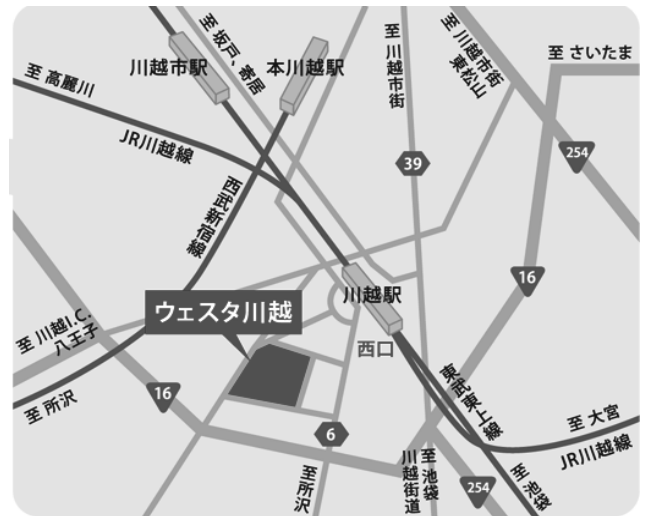 至 坂戸、寄居
至 川越市街
至 川越市街
東松山
至 さいたま
川越市駅
本川越駅
至 高麗川
JR川越線
254
39
西武新宿線
16
川越駅
ウェスタ川越
至 川越I.C.
八王子
西口
東武東上線
至 所沢
16
6
至 大宮
JR川越線
至所沢
川越街道
至 池袋
254
至 池袋